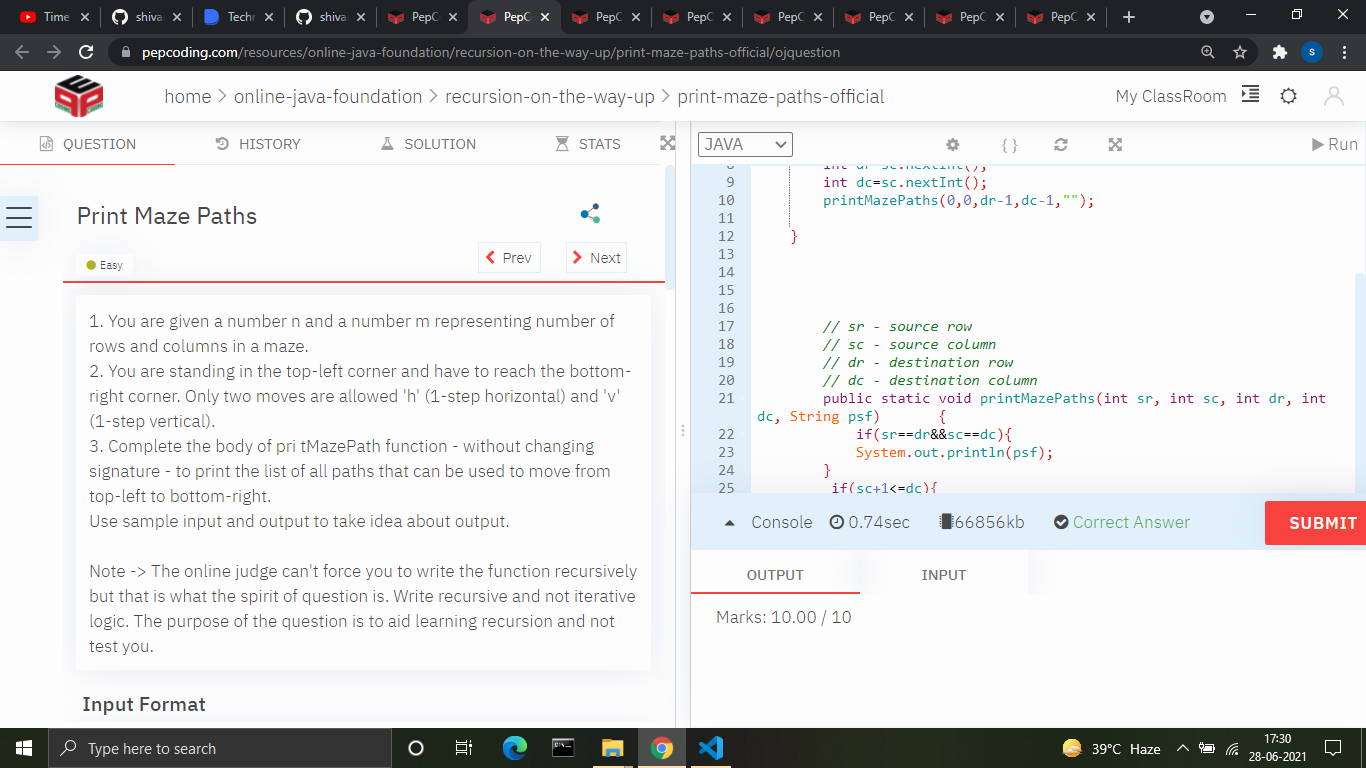 Time
shiva
Techn
shiva
PepC
PepC
PepC
PepC
PepC
PepC
PepC
PepC
pepcoding.com/resources/online-java-foundation/recursion-on-the-way-up/print-maze-paths-official/ojquestion
S
home > online-java-foundation > recursion-on-the-way-up > print-maze-paths-official
My ClassRoom
QUESTION
HISTORY
SOLUTION
STATS
JAVA
{ }
Run
Print Maze Paths
Easy
Prev
Next
1. You are given a number n and a number m representing number of
rows and columns in a maze.
2. You are standing in the top-left corner and have to reach the bottom-
right corner. Only two moves are allowed 'h' (1-step horizontal) and 'v'
(1-step vertical).
3. Complete the body of pri tMazePath function - without changing
signature - to print the list of all paths that can be used to move from
top-left to bottom-right.
Use sample input and output to take idea about output.
Note -> The online judge can't force you to write the function recursively
but that is what the spirit of question is. Write recursive and not iterative
logic. The purpose of the question is to aid learning recursion and not
test you.
Input Format
8 int dr=sc.nextInt();
9 int dc=sc.nextInt();
10 printMazePaths(0,0,dr-1,dc-1,"");
11
12 }
13
14
15
16
17 // sr - source row
18 // sc - source column
19 // dr - destination row
20 // dc - destination column
21 public static void printMazePaths(int sr, int sc, int dr, int
dc, String psf) {
22 if(sr==dr&&sc==dc){
23 System.out.println(psf);
24 }
25 if(sc+1<=dc){
Console
0.74sec
66856kb
Correct Answer
SUBMIT
OUTPUT
INPUT
Marks: 10.00 / 10
Type here to search
39°C Haze
17:30
28-06-2021